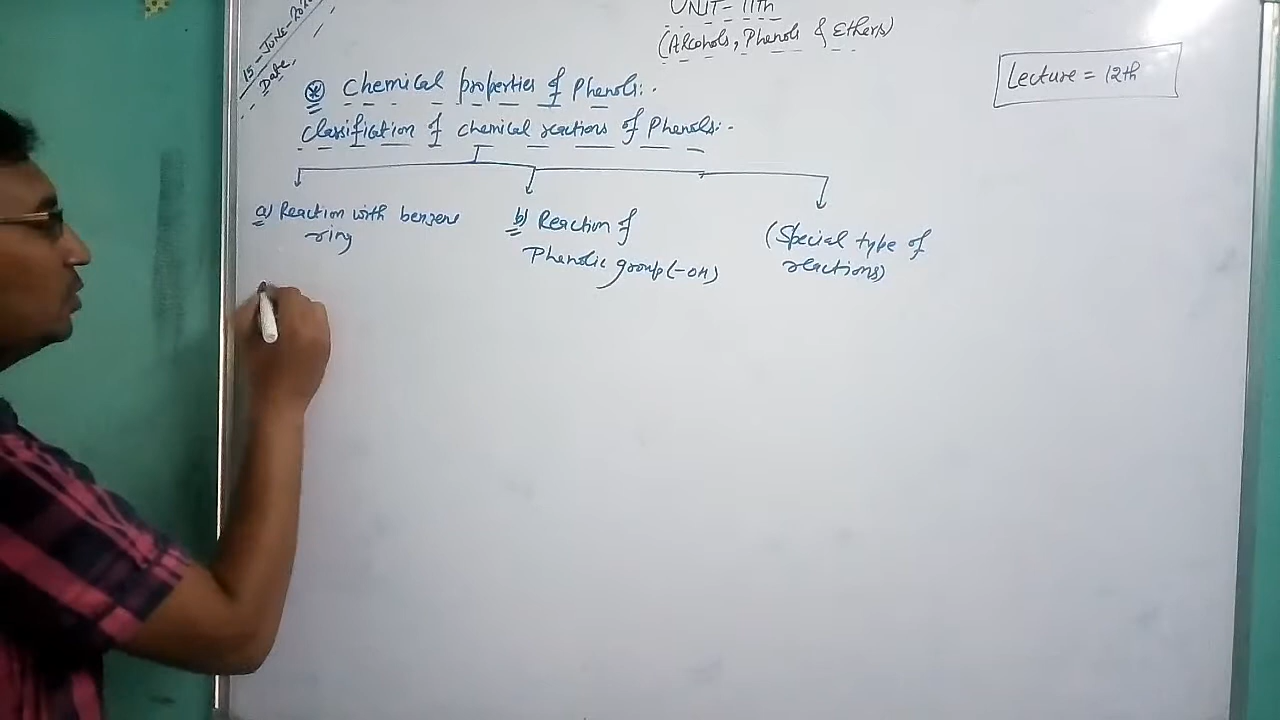 UNIT-11th
(Alcohols, Phenols & Ethers)
15-JUNE-
Date,
Lecture = 12th
* Chemical properties of Phenols:-
Classification of chemical reactions of Phenols:-
a) Reaction with benzene
ring
b) Reaction of
Phenolic group (-OH)
(Special type of
reactions)